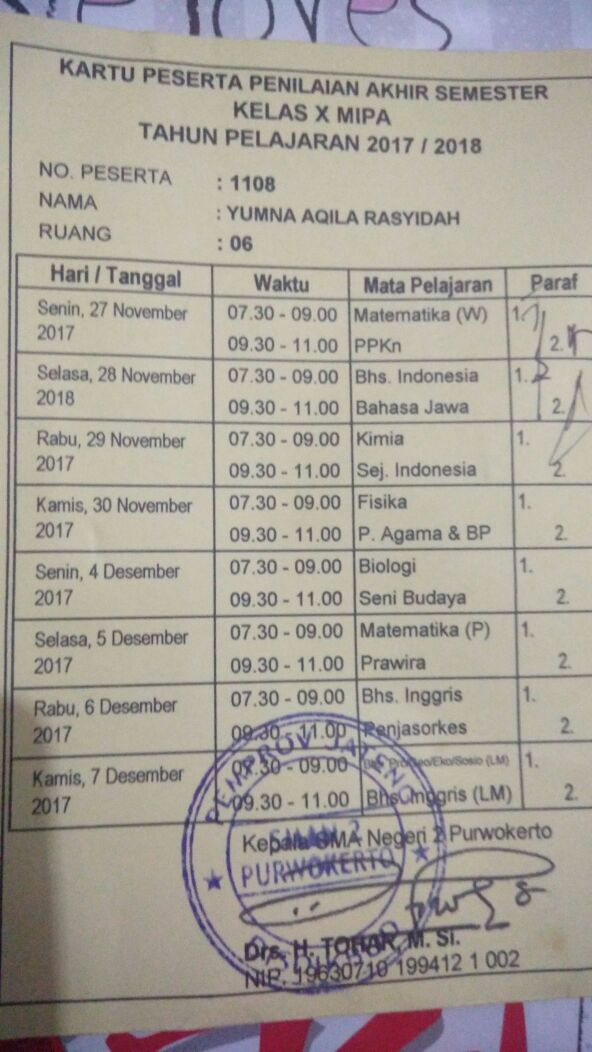 KARTU PESERTA PENILAIAN AKHIR SEMESTER
KELAS X MIPA
TAHUN PELAJARAN 2017 / 2018
NO. PESERTA : 1108
NAMA : YUMNA AQILA RASYIDAH
RUANG : 06
Hari / Tanggal Waktu Mata Pelajaran Paraf
Senin, 27 November 2017 07.30 - 09.00 Matematika (W) 1.
09.30 - 11.00 PPKn 2.
Selasa, 28 November 2018 07.30 - 09.00 Bhs. Indonesia 1.
09.30 - 11.00 Bahasa Jawa 2.
Rabu, 29 November 2017 07.30 - 09.00 Kimia 1.
09.30 - 11.00 Sej. Indonesia 2.
Kamis, 30 November 2017 07.30 - 09.00 Fisika 1.
09.30 - 11.00 P. Agama & BP 2.
Senin, 4 Desember 2017 07.30 - 09.00 Biologi 1.
09.30 - 11.00 Seni Budaya 2.
Selasa, 5 Desember 2017 07.30 - 09.00 Matematika (P) 1.
09.30 - 11.00 Prawira 2.
Rabu, 6 Desember 2017 07.30 - 09.00 Bhs. Inggris 1.
09.30 - 11.00 Penjasorkes 2.
Kamis, 7 Desember 2017 07.30 - 09.00 /Eko/Sosio (LM) 1.
09.30 - 11.00 Bhs. Inggris (LM) 2.
Kepala SMA Negeri 2 Purwokerto
PEMPROV JATENG
SMAN 2
PURWOKERTO
Drs. H. TOHAR, M. Si.
NIP. 19630710 199412 1 002